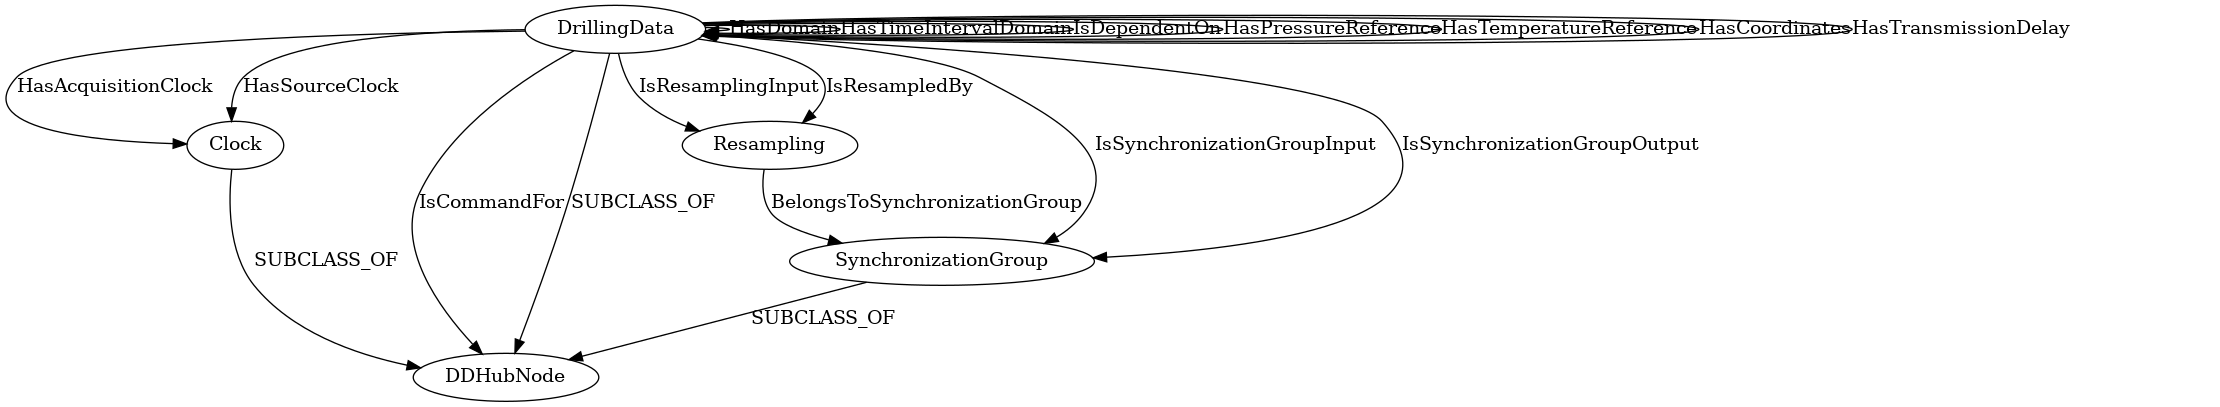 DrillingData
HasDomain
HasTimeIntervalDomain
IsDependentOn
HasPressureReference
HasTemperatureReference
HasCoordinates
HasTransmissionDelay
HasAcquisitionClock
HasSourceClock
IsResamplingInput
IsResampledBy
Clock
Resampling
IsSynchronizationGroupInput
IsSynchronizationGroupOutput
IsCommandFor
SUBCLASS_OF
BelongsToSynchronizationGroup
SUBCLASS_OF
SynchronizationGroup
SUBCLASS_OF
DDHubNode